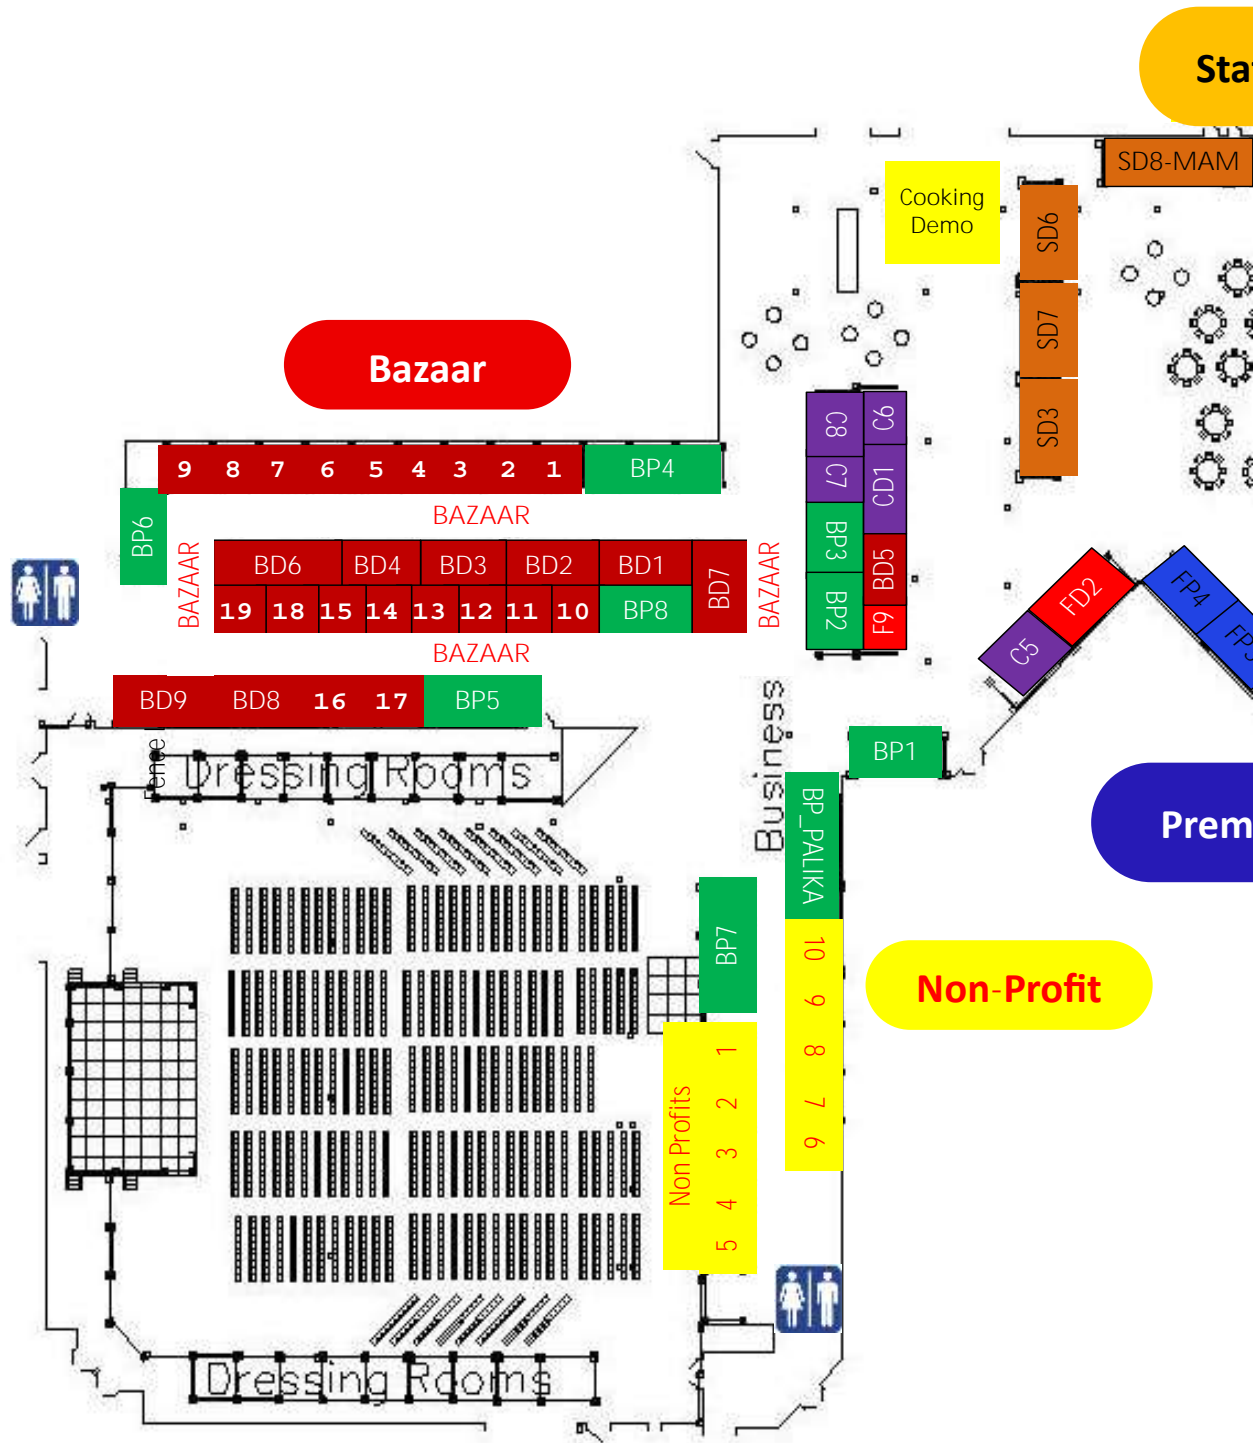 Sta
SD8-MAM
Cooking
Demo
SD6
SD7
SD3
Bazaar
9 8 7 6 5 4 3 2 1 BP4
BAZAAR
BP6
BAZAAR
BD6 BD4 BD3 BD2 BD1
BD7
BAZAAR
19 18 15 14 13 12 11 10 BP8
BAZAAR
BD9 BD8 16 17 BP5
C8
C6
C7
CD1
BP3
BD5
BP2
F9
FD2
C5
FP4
FP3
Dressing Rooms
Business
BP1
BP_PALIKA
Prem
BP7
10
9
8
7
6
Non-Profit
Non Profits
1
2
3
4
5
Dressing Rooms